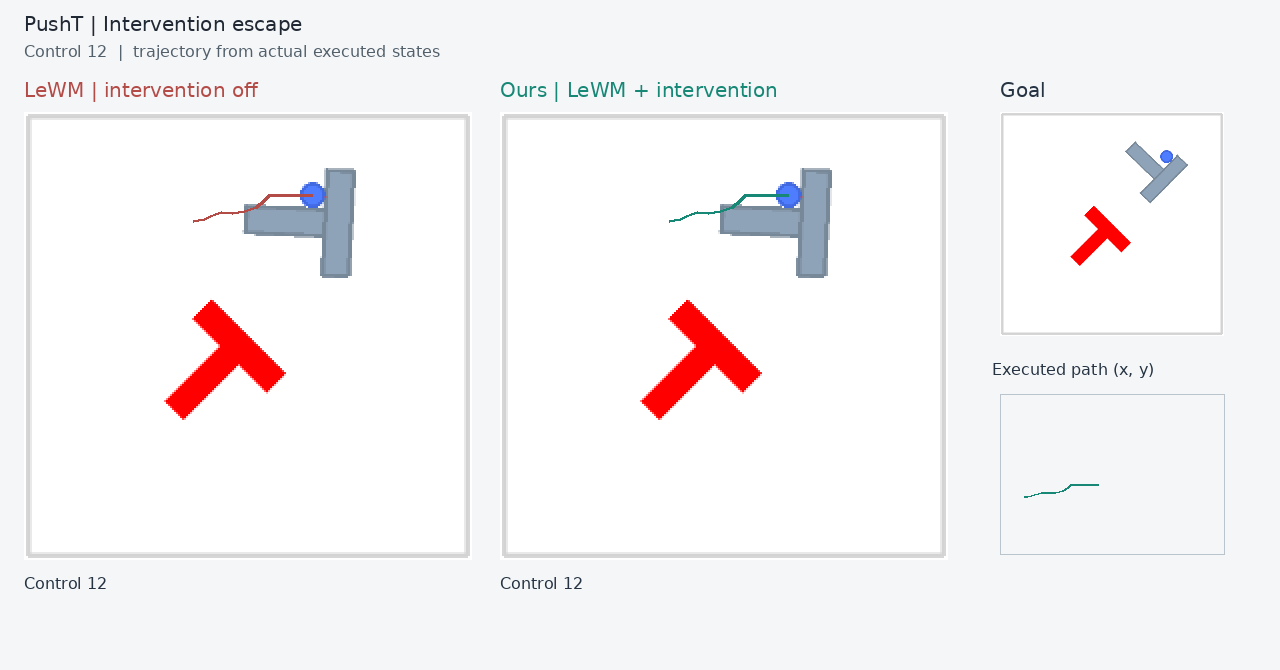 PushT | Intervention escape
Control 12 | trajectory from actual executed states
LeWM | intervention off
Ours | LeWM + intervention
Goal
Executed path (x, y)
Control 12
Control 12